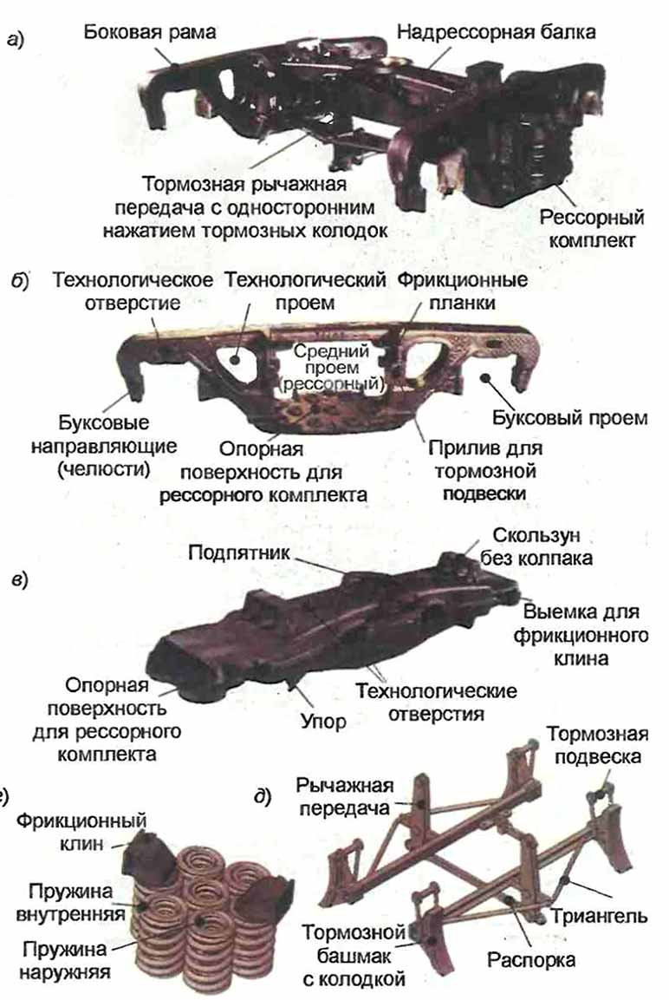 а)
Боковая рама
Надрессорная балка
Тормозная рычажная
передача с односторонним
нажатием тормозных колодок
Рессорный
комплект
б)
Технологическое
отверстие
Технологический
проем
Фрикционные
планки
Средний
проем
(рессорный)
Буксовые
направляющие
(челюсти)
Опорная
поверхность для
рессорного комплекта
Прилив для
тормозной
подвески
Буксовый проем
в)
Подпятник
Скользун
без колпака
Выемка для
фрикционного
клина
Опорная
поверхность
для рессорного
комплекта
Упор
Технологические
отверстия
г)
Фрикционный
клин
Пружина
внутренняя
Пружина
наружняя
д)
Рычажная
передача
Тормозная
подвеска
Тормозной
башмак
с колодкой
Распорка
Триангель